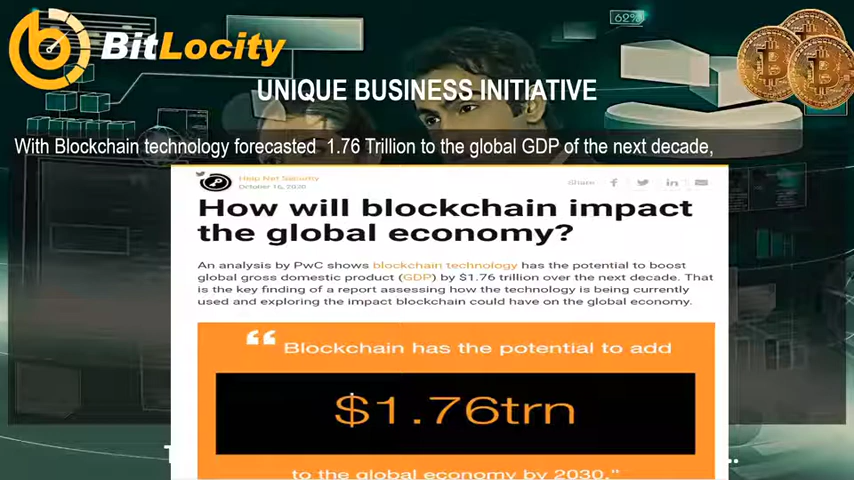 BitLocity
62%
UNIQUE BUSINESS INITIATIVE
With Blockchain technology forecasted 1.76 Trillion to the global GDP of the next decade,
Help Net Security
October 16, 2020
Share
How will blockchain impact
the global economy?
An analysis by PwC shows blockchain technology has the potential to boost
global gross domestic product (GDP) by $1.76 trillion over the next decade. That
is the key finding of a report assessing how the technology is being currently
used and exploring the impact blockchain could have on the global economy.
“ Blockchain has the potential to add
$1.76trn
to the global economy by 2030.”